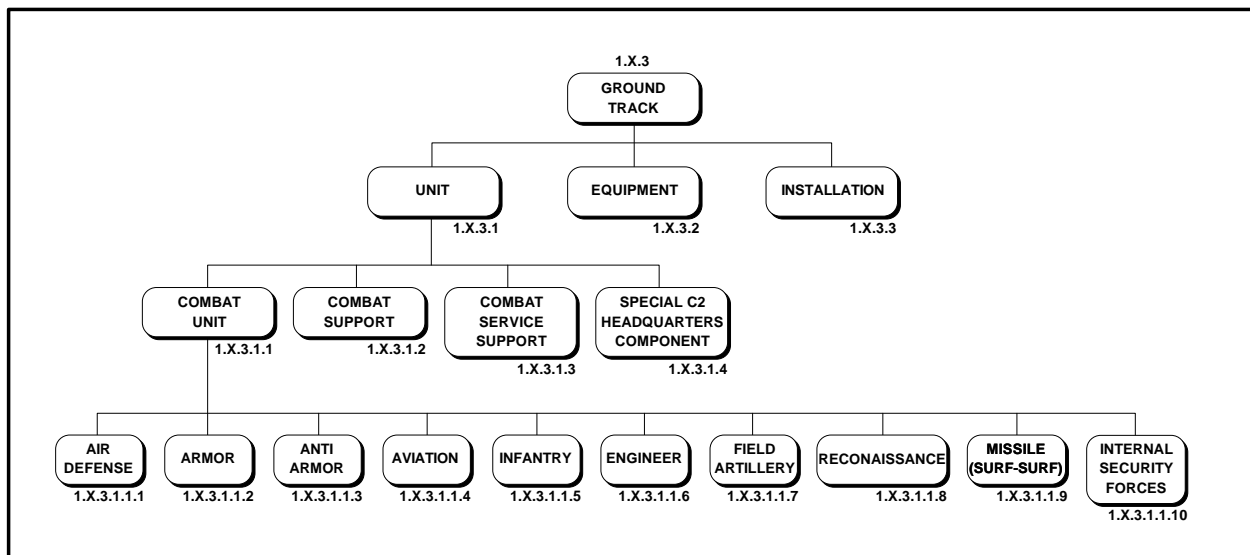 1.X.3
GROUND
TRACK
UNIT
1.X.3.1
EQUIPMENT
1.X.3.2
INSTALLATION
1.X.3.3
COMBAT
UNIT
1.X.3.1.1
COMBAT
SUPPORT
1.X.3.1.2
COMBAT
SERVICE
SUPPORT
1.X.3.1.3
SPECIAL C2
HEADQUARTERS
COMPONENT
1.X.3.1.4
AIR
DEFENSE
1.X.3.1.1.1
ARMOR
1.X.3.1.1.2
ANTI
ARMOR
1.X.3.1.1.3
AVIATION
1.X.3.1.1.4
INFANTRY
1.X.3.1.1.5
ENGINEER
1.X.3.1.1.6
FIELD
ARTILLERY
1.X.3.1.1.7
RECONAISSANCE
1.X.3.1.1.8
MISSILE
(SURF-SURF)
1.X.3.1.1.9
INTERNAL
SECURITY
FORCES
1.X.3.1.1.10